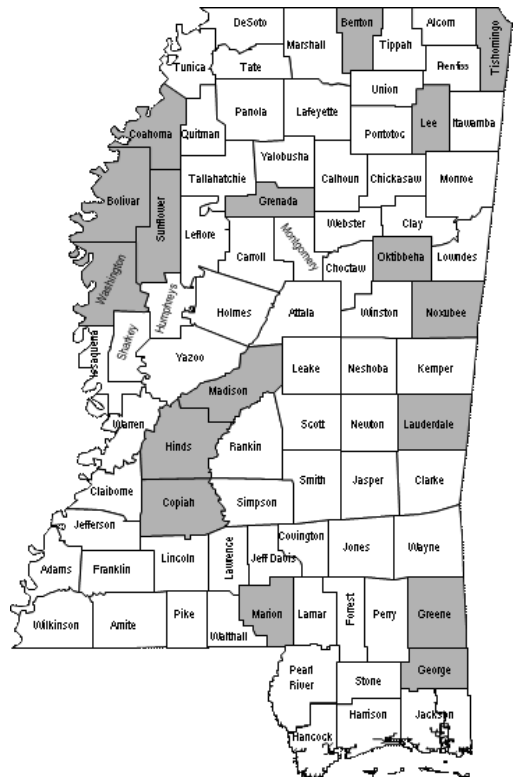 DeSoto
Benton
Alcorn
Marshall
Tippah
Tishomingo
Tunica
Tate
Prentiss
Union
Panola
Lafeyette
Coahoma
Quitman
Pontotoc
Lee
Itawamba
Yalobusha
Tallahatchie
Calhoun
Chickasaw
Monroe
Bolivar
Sunflower
Grenada
Leflore
Webster
Clay
Montgomery
Carroll
Choctaw
Oktibbeha
Lowndes
Washington
Humphreys
Holmes
Attala
Winston
Noxubee
Sharkey
Issaquena
Yazoo
Leake
Neshoba
Kemper
Madison
Warren
Hinds
Rankin
Scott
Newton
Lauderdale
Claiborne
Copiah
Simpson
Smith
Jasper
Clarke
Jefferson
Covington
Lincoln
Lawrence
Jeff Davis
Jones
Wayne
Adams
Franklin
Wilkinson
Amite
Pike
Walthall
Marion
Lamar
Forrest
Perry
Greene
Pearl
River
Stone
George
Hancock
Harrison
Jackson